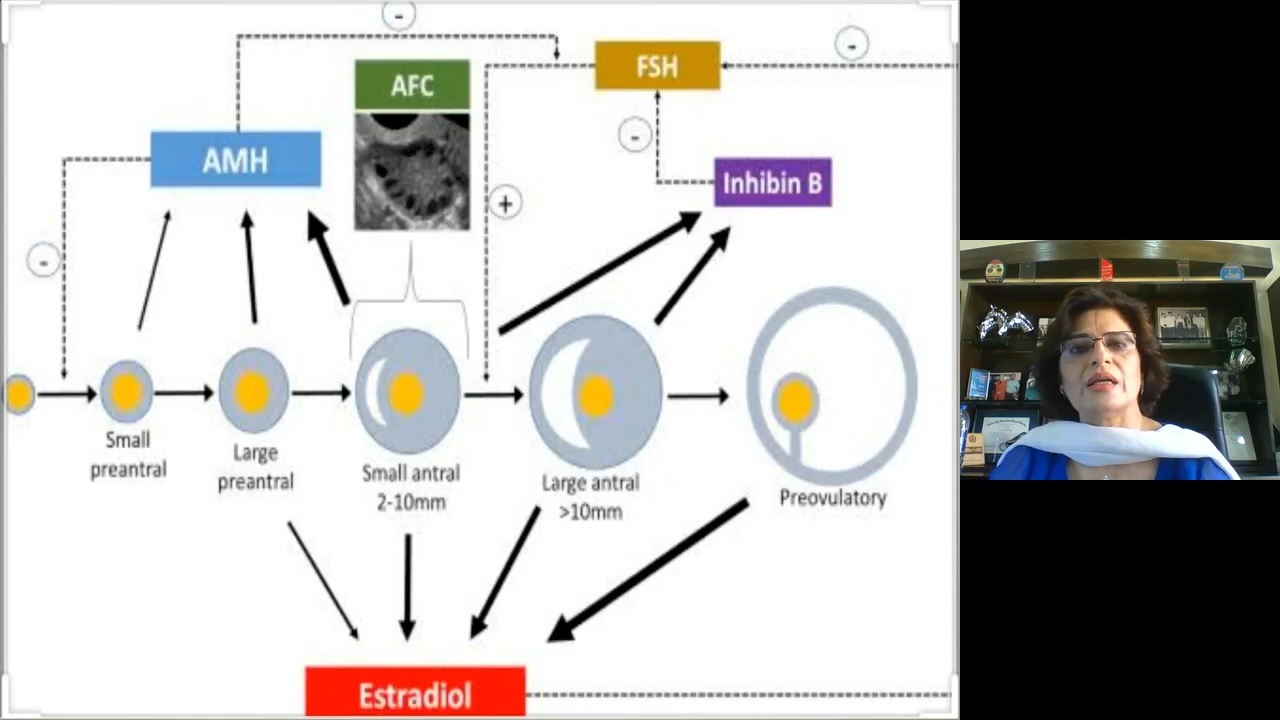 -
-
FSH
AFC
AMH
-
Inhibin B
+
-
Small
preantral
Large
preantral
Small antral
2-10mm
Large antral
>10mm
Preovulatory
Estradiol